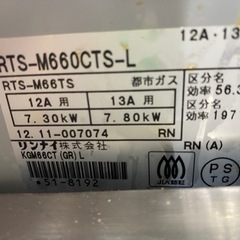 12A・13
RTS-M660CTS-L
RTS-M66TS 都市ガス
区分名
効率 56.3
12A 用 13A 用
7.30kW 7.80kW
区分名
効率 197
12.11-007074 RN
リンナイ株式会社
KGM66CT(GR)L
*51-8192
RN (A)
JIA
PS
TG